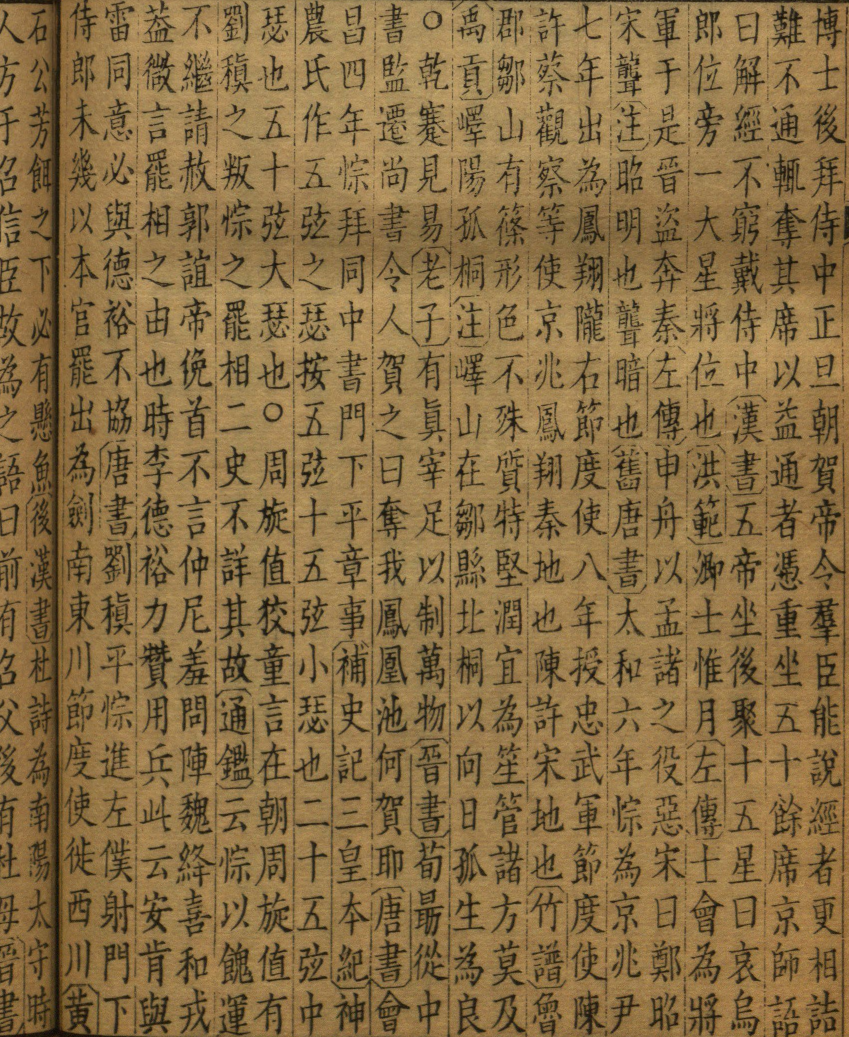 博士後拜侍中正旦朝賀帝令羣臣能說經者更相詰
難不通輒奪其席以益通者憑重坐五十餘席京師語
曰解經不窮戴侍中漢書五帝坐後聚十五星曰哀烏
郎位旁一大星將位也洪範卿士惟月左傳士會為將
軍于是晉盜奔秦左傳申舟以孟諸之役惡宋曰鄭昭
宋聾注昭明也聾暗也舊唐書太和六年悰為京兆尹
七年出為鳳翔隴右節度使八年授忠武軍節度使陳
許蔡觀察等使京兆鳳翔秦地也陳許宋地也竹譜魯
郡鄒山有篠形色不殊質特堅潤宜為笙管諸方莫及
禹貢嶧陽孤桐注嶧山在鄒縣北桐以向日孤生為良
○乾蹇見易老子有真宰足以制萬物晉書荀最從中
書監遷尚書令人賀之曰奪我鳳凰池何賀耶唐書會
昌四年悰拜同中書門下平章事補史記三皇本紀神
農氏作五弦之瑟按五弦十五弦小瑟也二十五弦中
瑟也五十弦大瑟也○周旋值狡童言在朝周旋值有
劉稹之叛悰之罷相二史不詳其故通鑑云悰以餽運
不繼請赦郭誼帝俛首不言仲尼羞問陣魏絳喜和戎
葢微言罷相之由也時李德裕力贊用兵此云安肯與
雷同意必與德裕不協唐書劉稹平悰進左僕射門下
侍郎未幾以本官罷出為劍南東川節度使徙西川黃
石公芳餌之下必有懸魚後漢書杜詩為南陽太守時
人方于召信臣故為之語曰前有召父後有杜母晉書